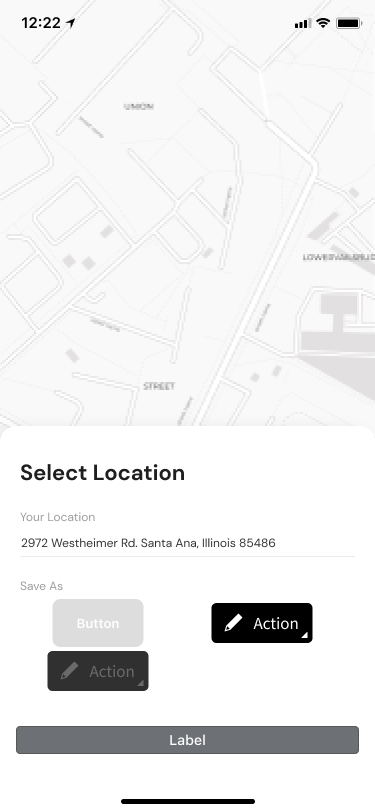 12:22
UNION
STREET
Select Location
Your Location
2972 Westheimer Rd. Santa Ana, Illinois 85486
Save As
Button
Action
Action
Label